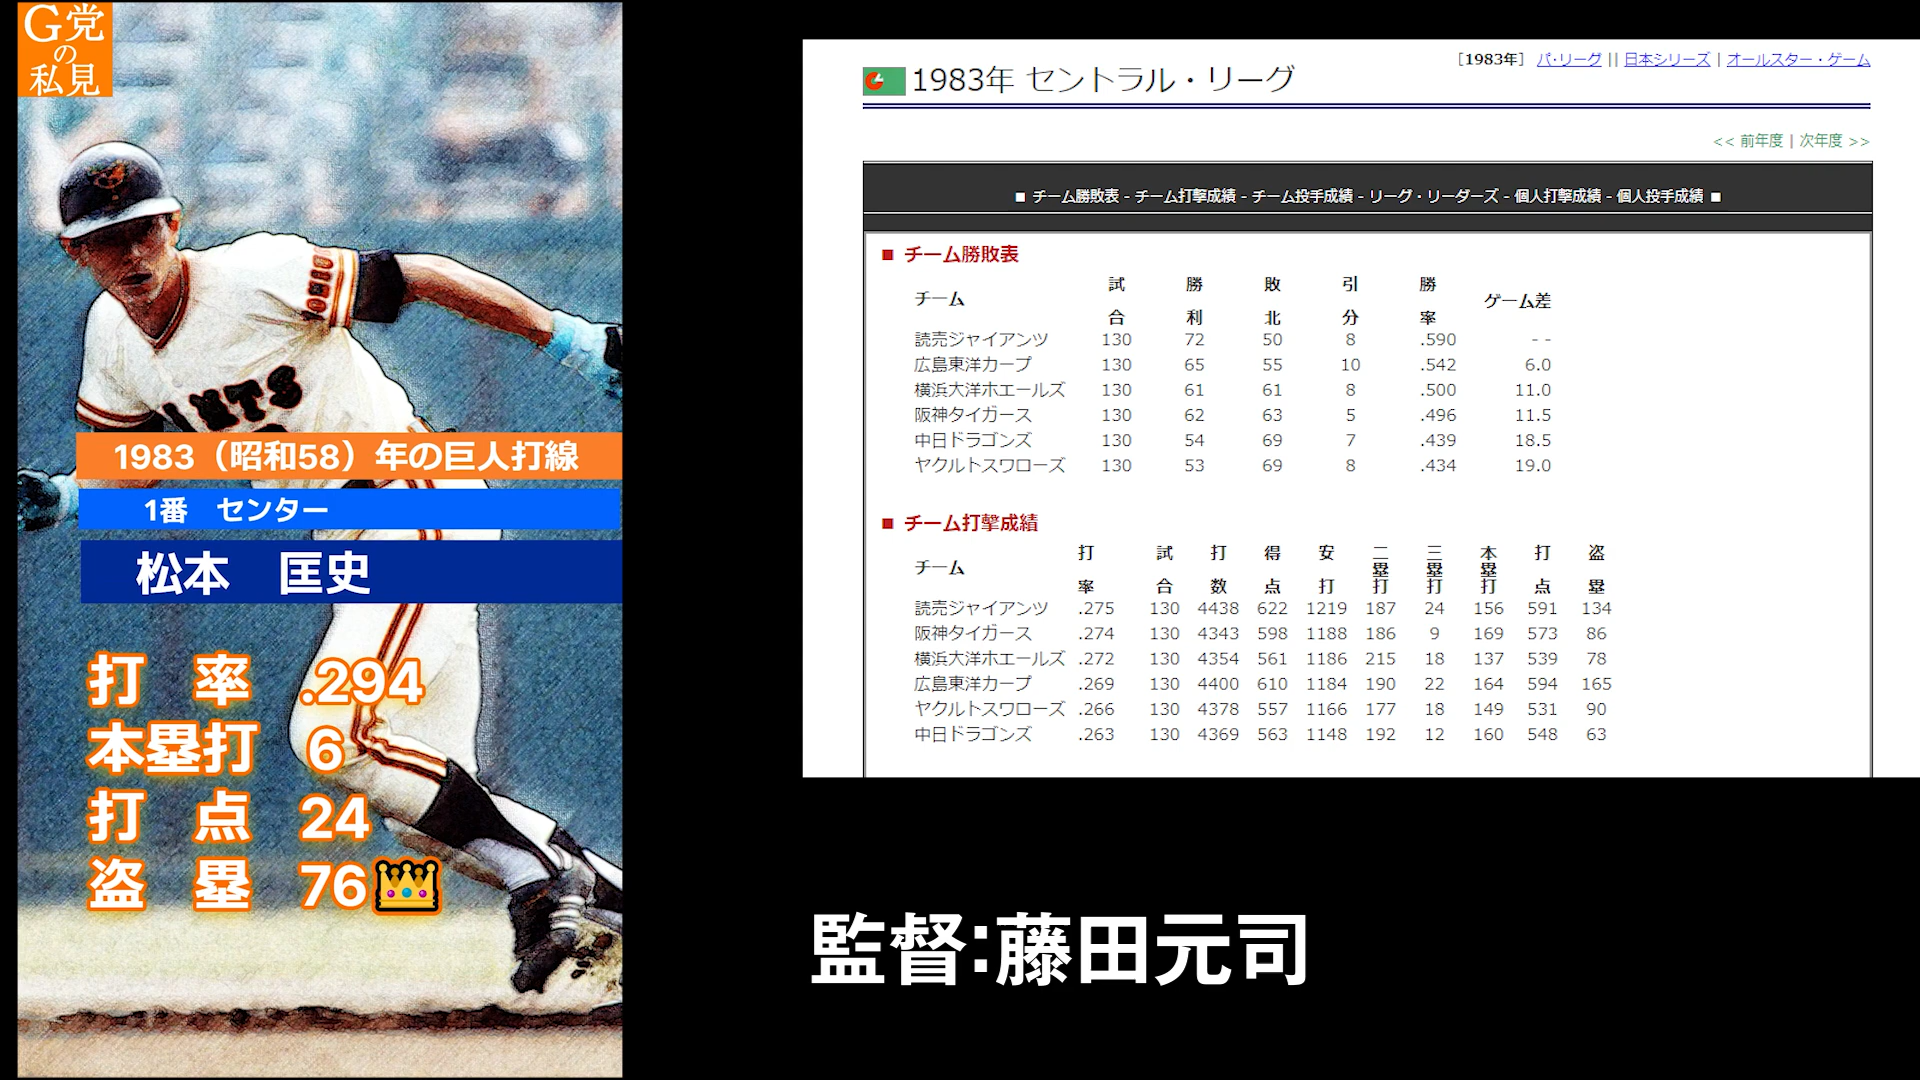 G党
の
私見
GIANTS
1983（昭和58）年の巨人打線
1番　センター
松本　匡史
打　率　.294
本塁打　6
打　点　24
盗　塁　76
[1983年]　パ・リーグ || 日本シリーズ | オールスター・ゲーム
1983年 セントラル・リーグ
<< 前年度 | 次年度 >>
■ チーム勝敗表 - チーム打撃成績 - チーム投手成績 - リーグ・リーダーズ - 個人打撃成績 - 個人投手成績 ■
■ チーム勝敗表
チーム 試合 勝利 敗北 引分 勝率 ゲーム差
読売ジャイアンツ 130 72 50 8 .590 - -
広島東洋カープ 130 65 55 10 .542 6.0
横浜大洋ホエールズ 130 61 61 8 .500 11.0
阪神タイガース 130 62 63 5 .496 11.5
中日ドラゴンズ 130 54 69 7 .439 18.5
ヤクルトスワローズ 130 53 69 8 .434 19.0
■ チーム打撃成績
チーム 打率 試合 打数 得点 安打 二塁打 三塁打 本塁打 打点 盗塁
読売ジャイアンツ .275 130 4438 622 1219 187 24 156 591 134
阪神タイガース .274 130 4343 598 1188 186 9 169 573 86
横浜大洋ホエールズ .272 130 4354 561 1186 215 18 137 539 78
広島東洋カープ .269 130 4400 610 1184 190 22 164 594 165
ヤクルトスワローズ .266 130 4378 557 1166 177 18 149 531 90
中日ドラゴンズ .263 130 4369 563 1148 192 12 160 548 63
監督:藤田元司